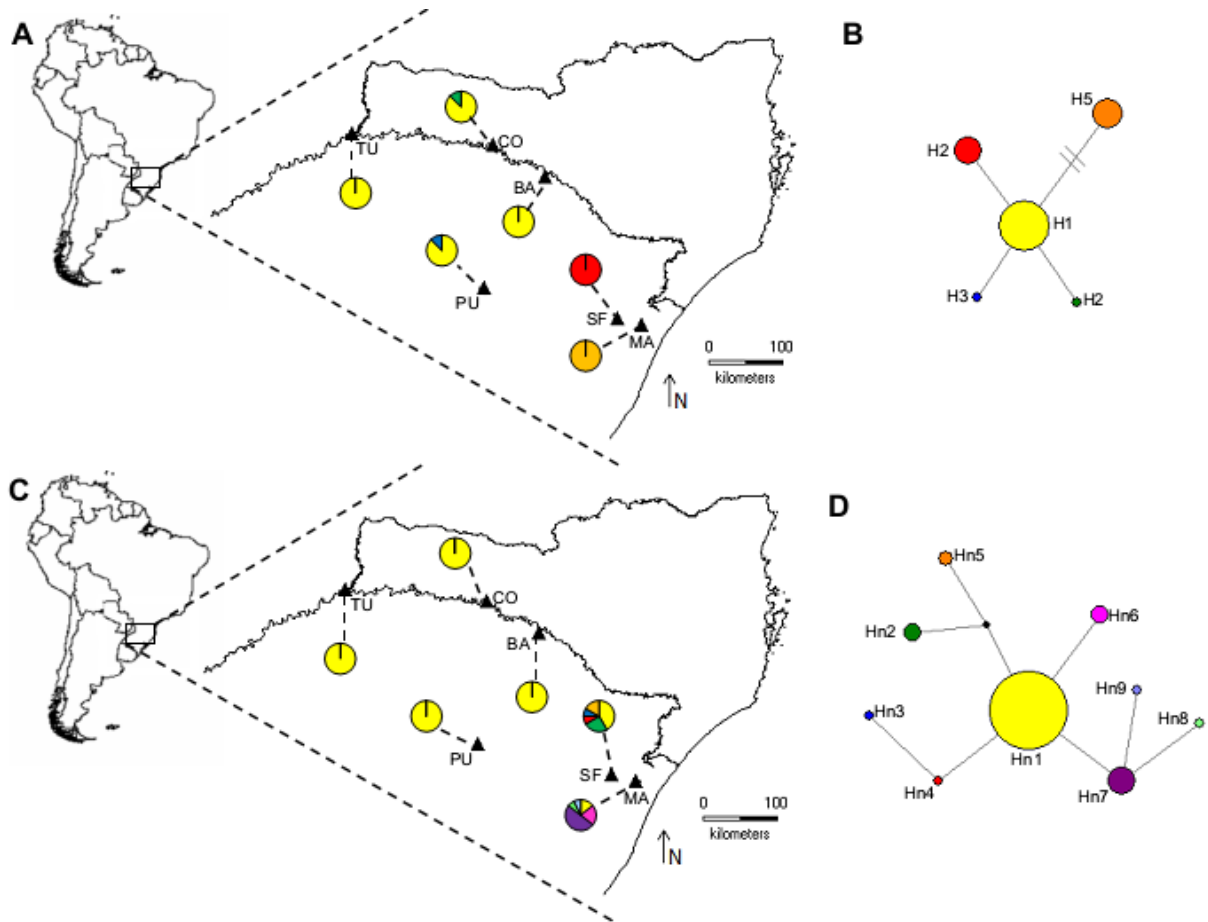 A
TU
CO
BA
PU
SF
MA
0 100
kilometers
N
B
H5
H2
H1
H3
H2
C
TU
CO
BA
PU
SF
MA
0 100
kilometers
N
D
Hn5
Hn2
Hn6
Hn9
Hn3
Hn8
Hn1
Hn4
Hn7